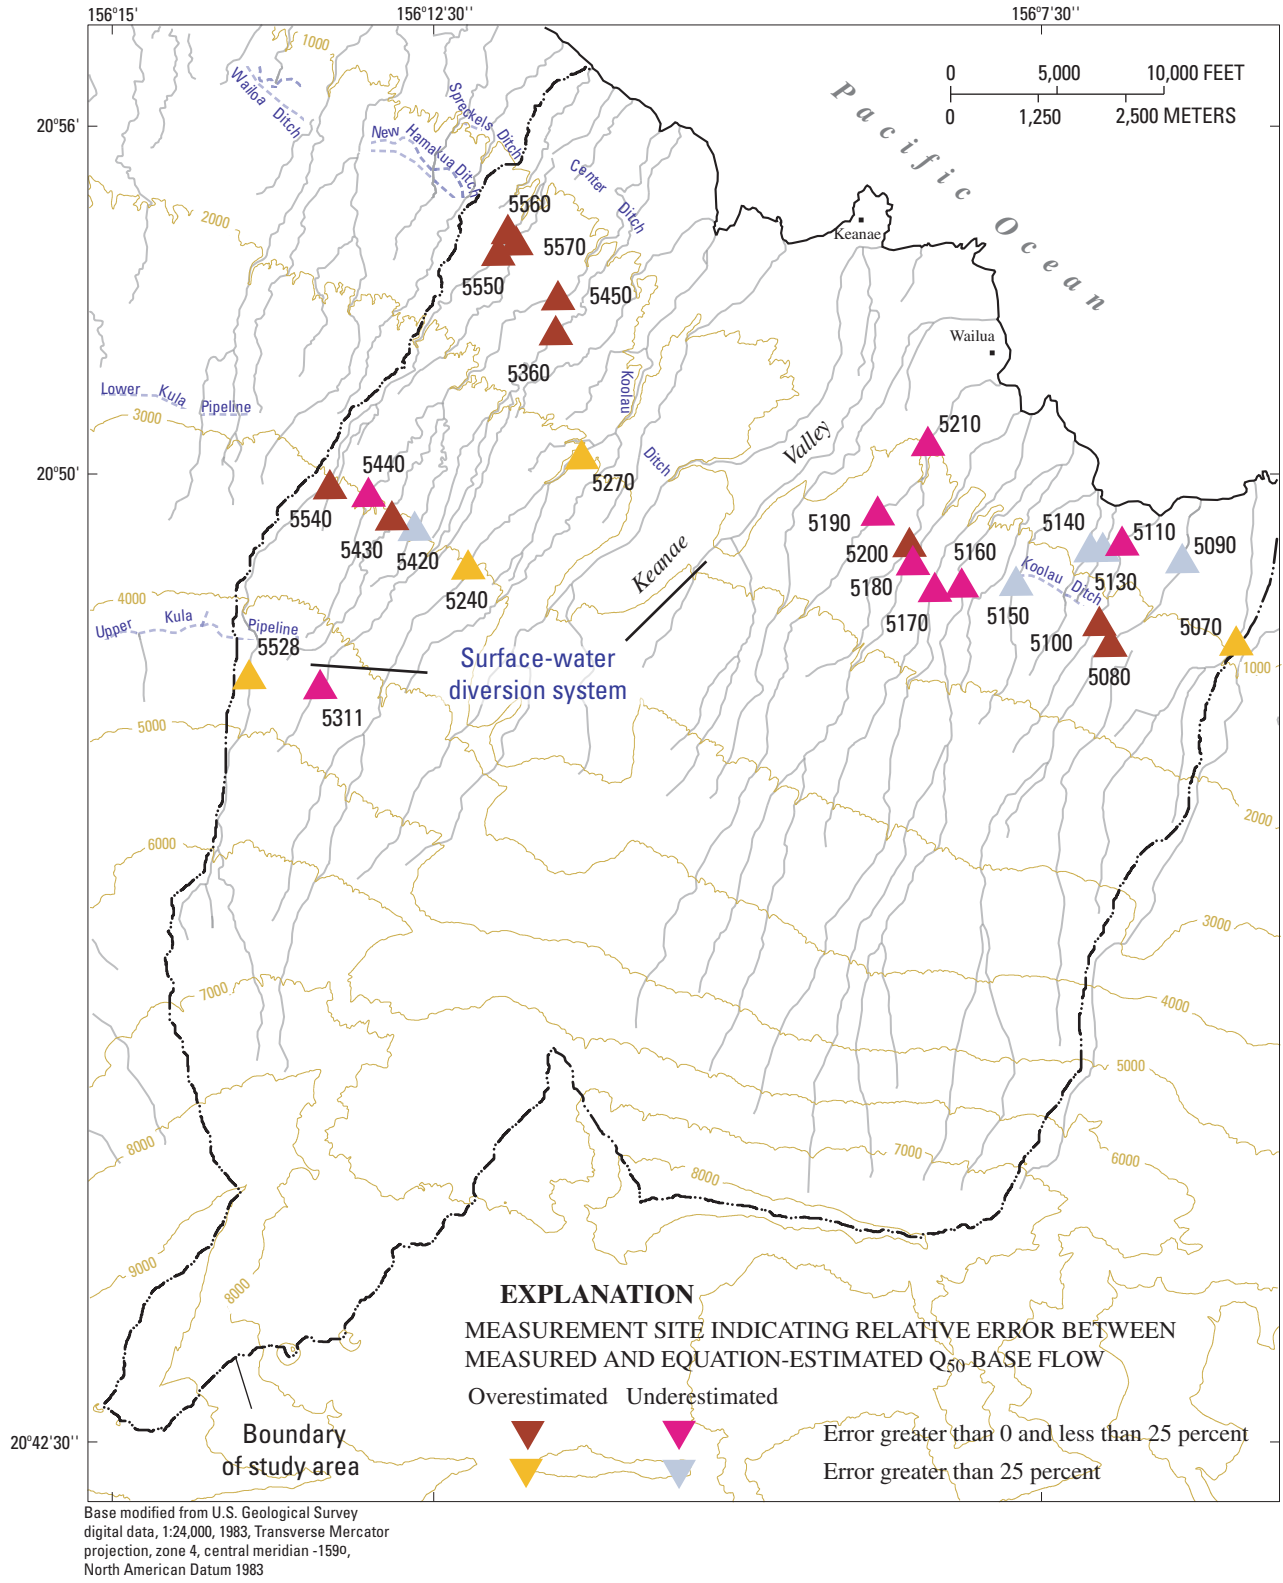 156°15'
156°12'30''
156°7'30''
20°56'
20°50'
20°42'30''
0 5,000 10,000 FEET
0 1,250 2,500 METERS
Pacific Ocean
1000
Wailoa Ditch
Spreckels Ditch
New Hamakua Ditch
Center Ditch
2000
5560
5570
5550
5450
5360
Keanae
Wailua
Lower Kula Pipeline
3000
Koolau Ditch
Keanae Valley
5210
5440
5270
5540
5430
5420
5240
5190
5200
5180
5170
5160
5140
5110
5090
5130
5150
Koolau Ditch
5100
5080
5070
1000
4000
Upper Kula Pipeline
5528
5311
Surface-water
diversion system
5000
2000
6000
3000
7000
4000
5000
8000
7000
6000
8000
9000
8000
EXPLANATION
MEASUREMENT SITE INDICATING RELATIVE ERROR BETWEEN
MEASURED AND EQUATION-ESTIMATED Q50 BASE FLOW
Overestimated Underestimated
Error greater than 0 and less than 25 percent
Error greater than 25 percent
Boundary
of study area
Base modified from U.S. Geological Survey
digital data, 1:24,000, 1983, Transverse Mercator
projection, zone 4, central meridian -159º,
North American Datum 1983